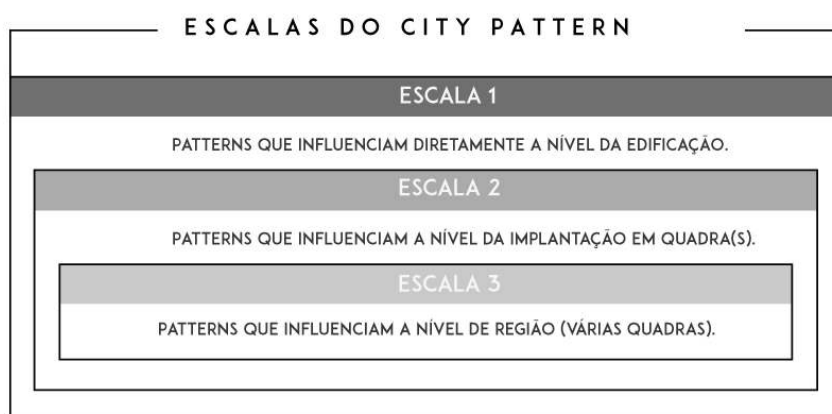 ESCALAS DO CITY PATTERN
ESCALA 1
PATTERNS QUE INFLUENCIAM DIRETAMENTE A NÍVEL DA EDIFICAÇÃO.
ESCALA 2
PATTERNS QUE INFLUENCIAM A NÍVEL DA IMPLANTAÇÃO EM QUADRA(S).
ESCALA 3
PATTERNS QUE INFLUENCIAM A NÍVEL DE REGIÃO (VÁRIAS QUADRAS).